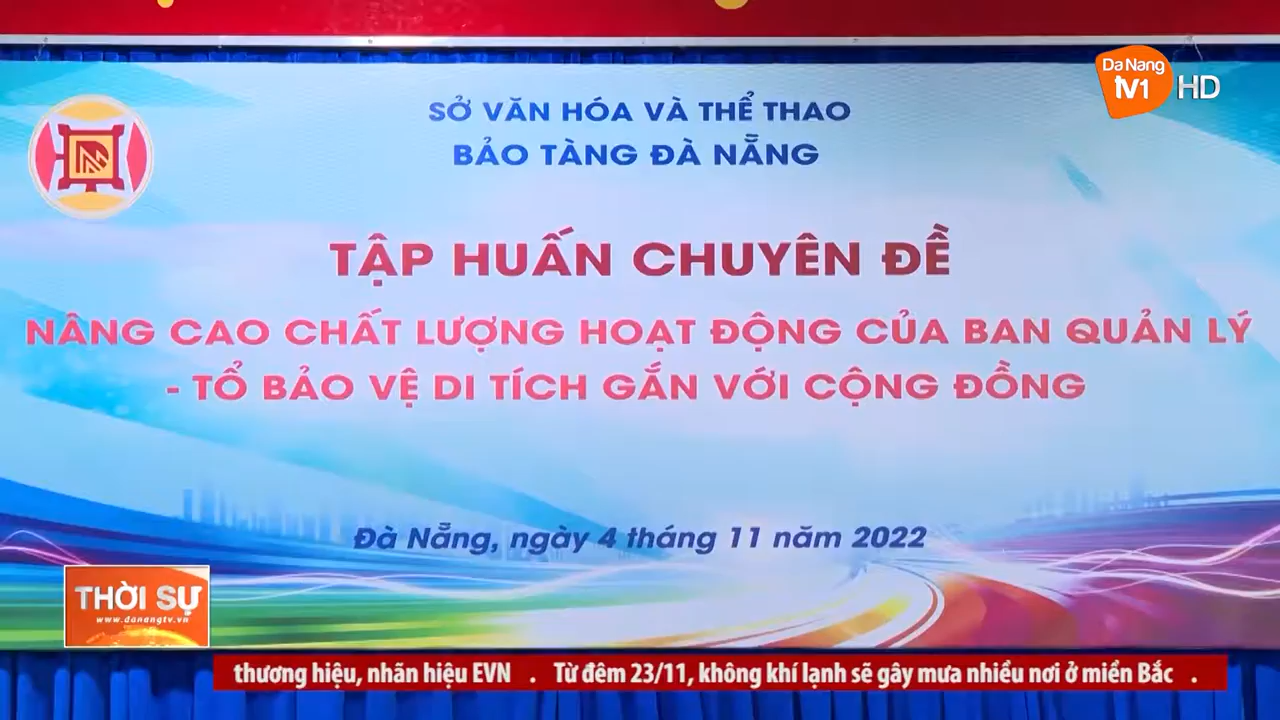 Da Nang
TV1 HD
SỞ VĂN HÓA VÀ THỂ THAO
BẢO TÀNG ĐÀ NẴNG
TẬP HUẤN CHUYÊN ĐỀ
NÂNG CAO CHẤT LƯỢNG HOẠT ĐỘNG CỦA BAN QUẢN LÝ
- TỔ BẢO VỆ DI TÍCH GẮN VỚI CỘNG ĐỒNG
Đà Nẵng, ngày 4 tháng 11 năm 2022
THỜI SỰ
www.danangtv.vn
thương hiệu, nhãn hiệu EVN . Từ đêm 23/11, không khí lạnh sẽ gây mưa nhiều nơi ở miền Bắc .